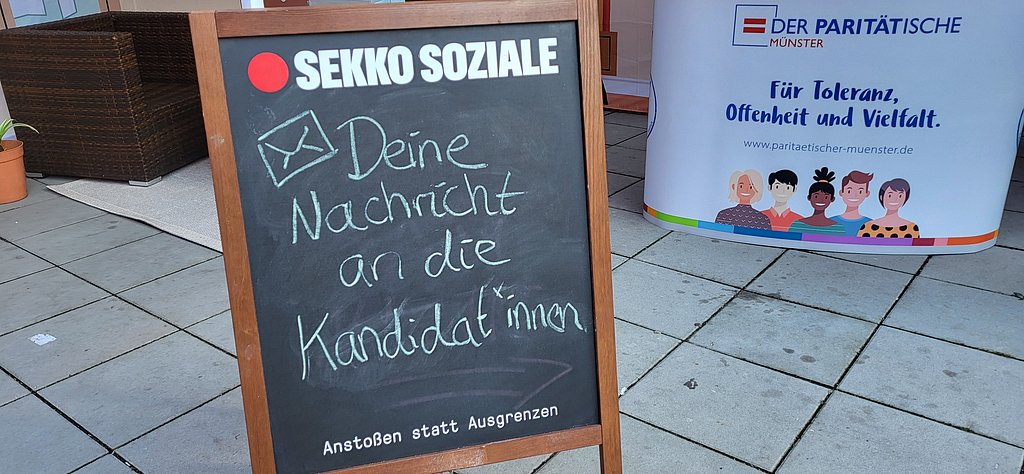 SEKKO SOZIALE
Deine
Nachricht
an die
Kandidat*innen
Anstoßen statt Ausgrenzen
DER PARITÄTISCHE
MÜNSTER
Für Toleranz,
Offenheit und Vielfalt.
www.paritaetischer-muenster.de